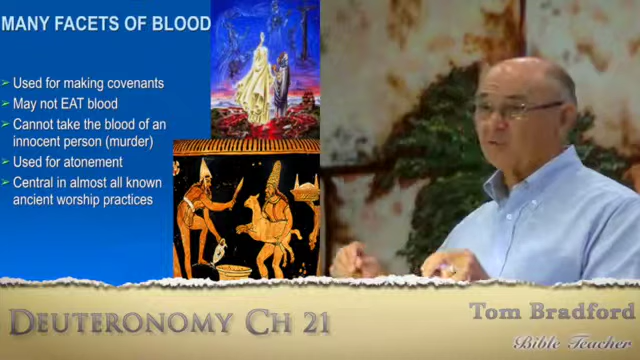 MANY FACETS OF BLOOD
➢ Used for making covenants
➢ May not EAT blood
➢ Cannot take the blood of an
innocent person (murder)
➢ Used for atonement
➢ Central in almost all known
ancient worship practices
DEUTERONOMY CH 21
Tom Bradford
Bible Teacher